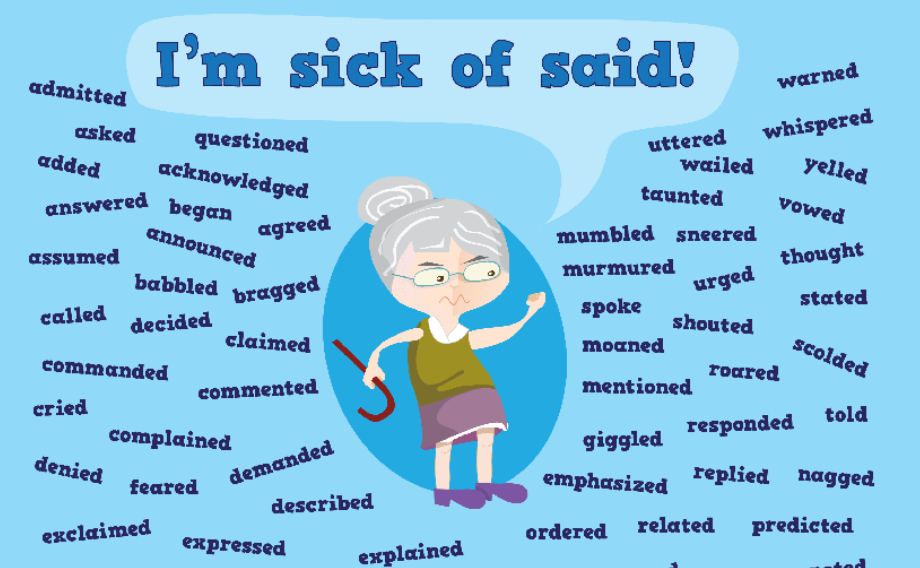 I'm sick of said!
admitted
asked
questioned
added
acknowledged
answered
began
agreed
announced
assumed
babbled
bragged
called
decided
claimed
commanded
commented
cried
complained
denied
feared
demanded
described
exclaimed
expressed
explained
warned
uttered
whispered
wailed
yelled
taunted
vowed
mumbled
sneered
thought
murmured
urged
spoke
stated
shouted
moaned
scolded
roared
mentioned
told
responded
giggled
replied
nagged
emphasized
ordered
related
predicted